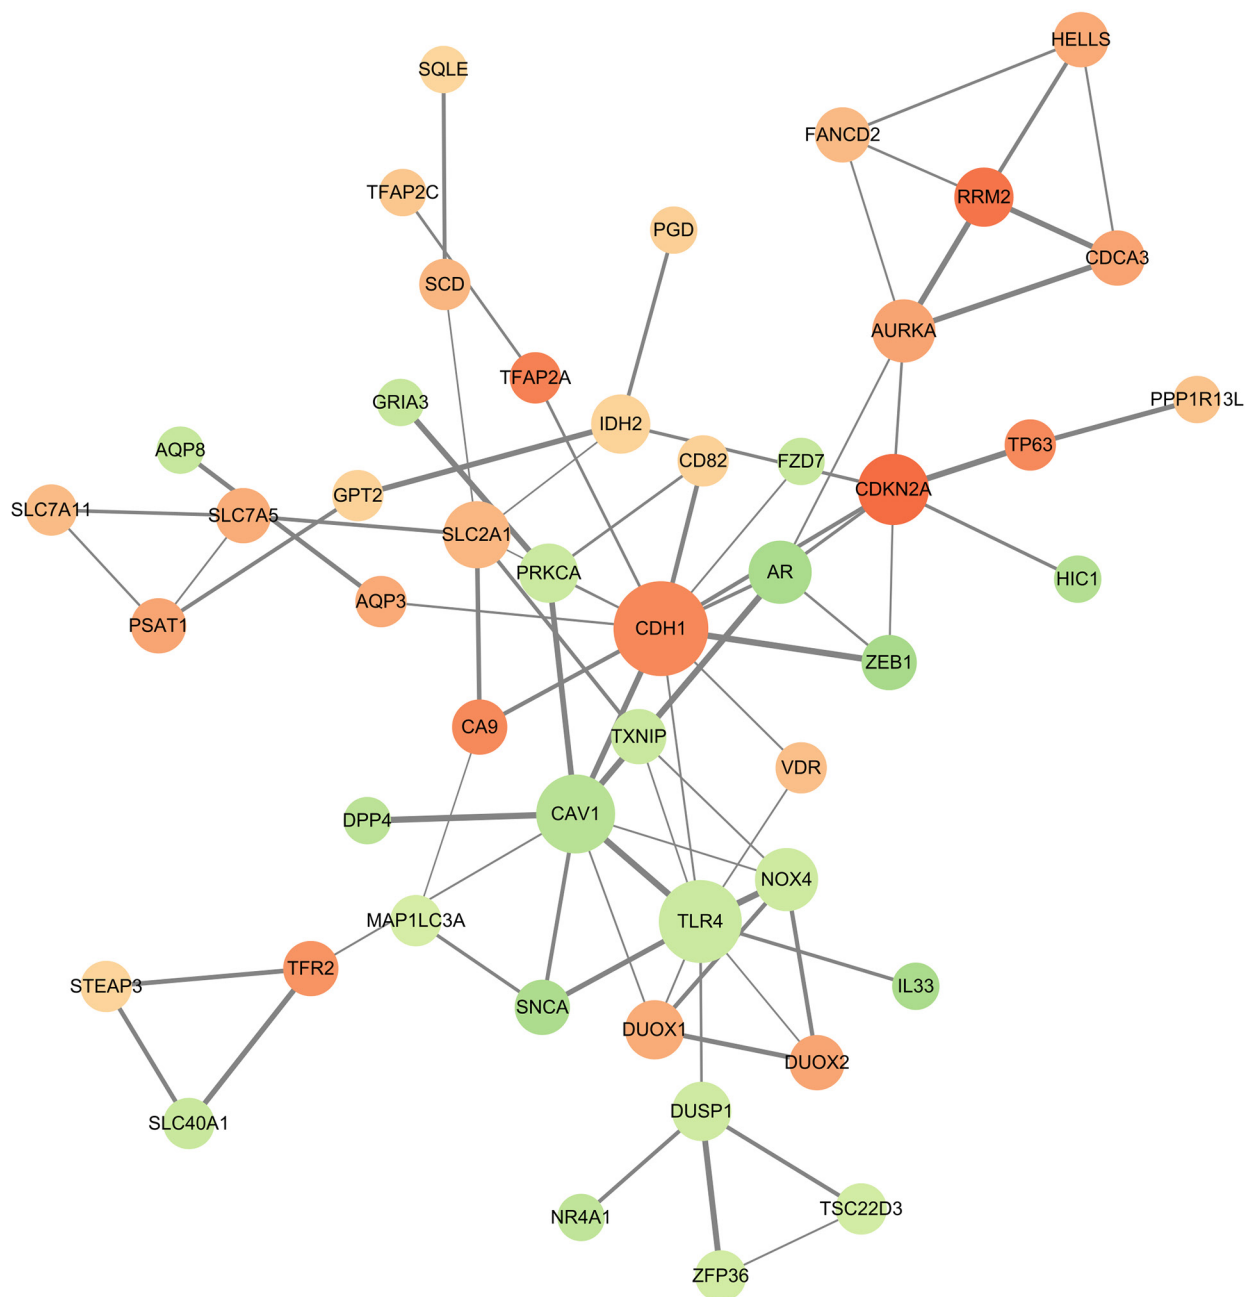 HELLS
SQLE
FANCD2
TFAP2C
RRM2
PGD
CDCA3
SCD
AURKA
TFAP2A
PPP1R13L
GRIA3
IDH2
TP63
AQP8
CD82
FZD7
CDKN2A
GPT2
SLC7A11
SLC7A5
SLC2A1
PRKCA
AR
HIC1
AQP3
PSAT1
CDH1
ZEB1
CA9
TXNIP
VDR
CAV1
DPP4
NOX4
MAP1LC3A
TLR4
TFR2
STEAP3
IL33
SNCA
DUOX1
DUOX2
DUSP1
SLC40A1
TSC22D3
NR4A1
ZFP36